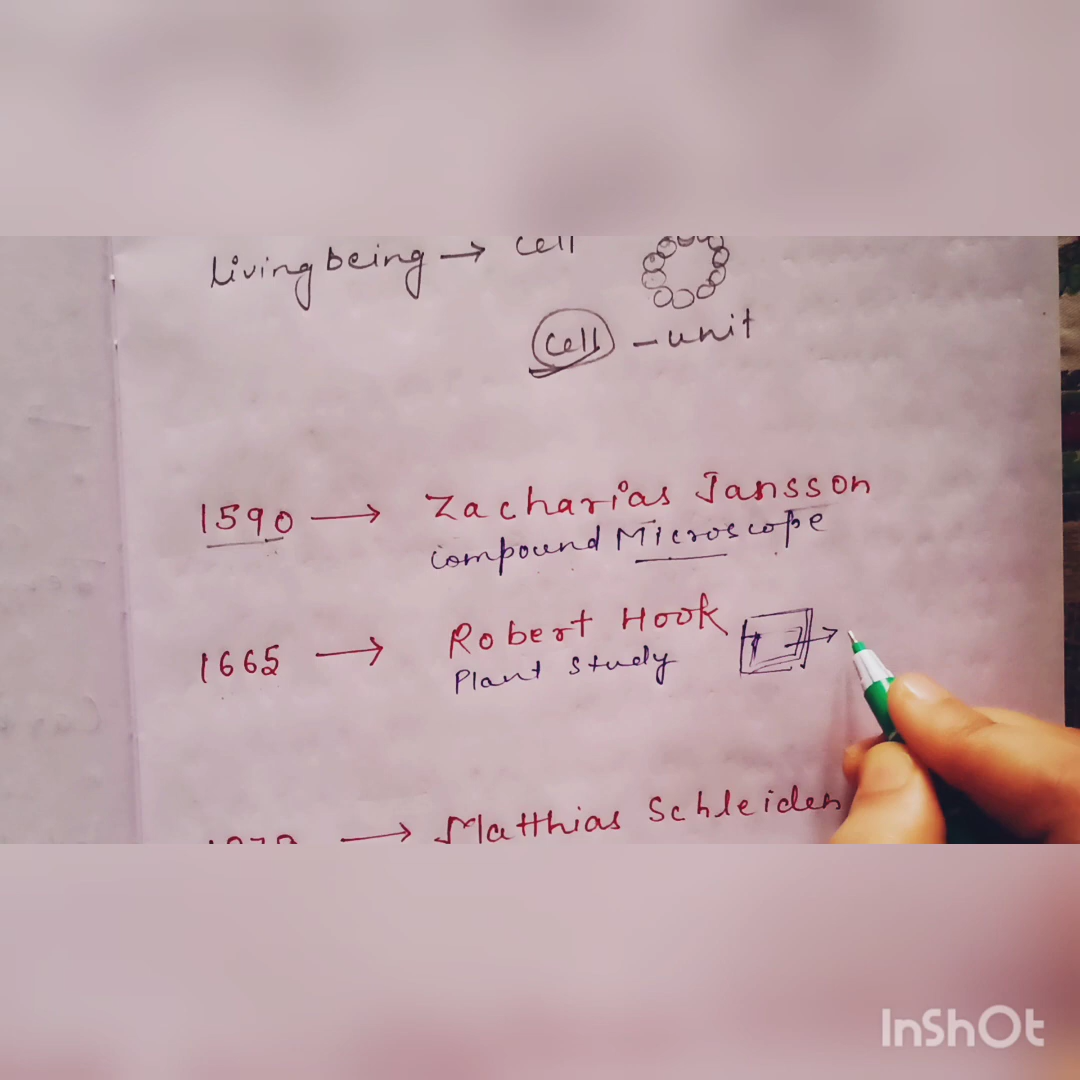 Living being → cell
cell - unit
1590 → Zacharias Jansson
compound Microscope
1665 → Robert Hook
Plant study
→ Matthias Schleiden
InShOt